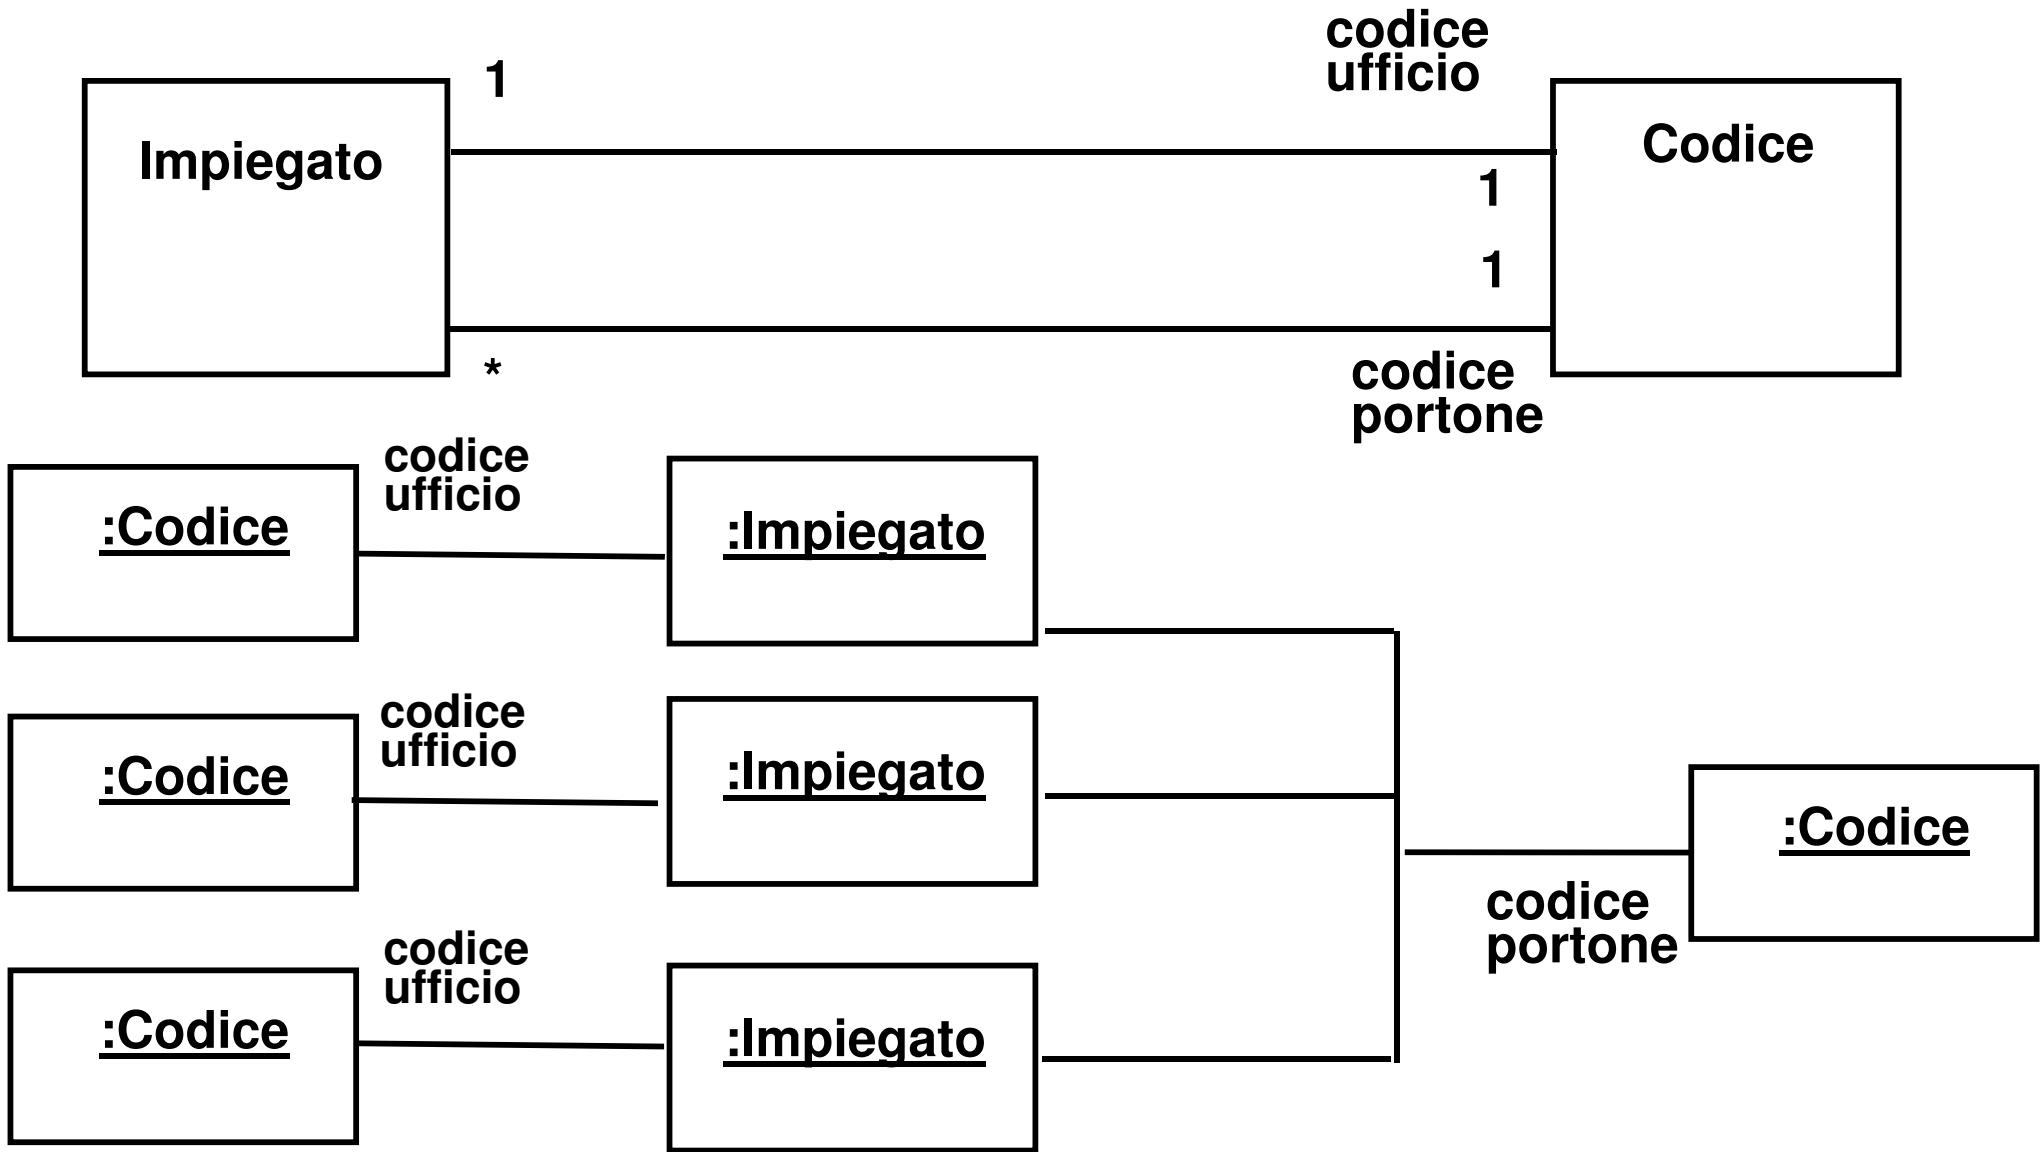 codice
ufficio
1
Impiegato
Codice
1
1
*
codice
portone
codice
ufficio
:Codice
:Impiegato
codice
ufficio
:Codice
:Impiegato
:Codice
codice
portone
codice
ufficio
:Codice
:Impiegato